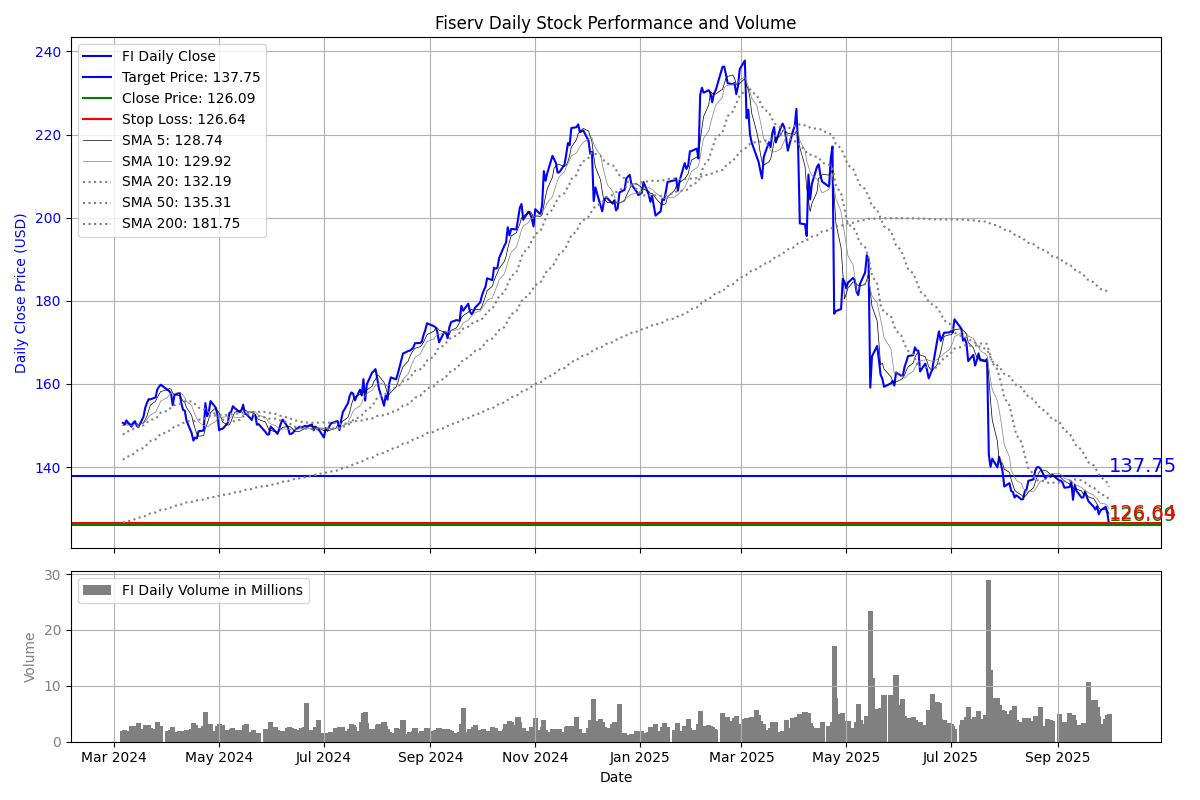 Fiserv Daily Stock Performance and Volume
240
220
200
180
160
140
Daily Close Price (USD)
FI Daily Close
Target Price: 137.75
Close Price: 126.09
Stop Loss: 126.64
SMA 5: 128.74
SMA 10: 129.92
SMA 20: 132.19
SMA 50: 135.31
SMA 200: 181.75
137.75
126.64
126.09
30
20
10
0
Volume
FI Daily Volume in Millions
Mar 2024 May 2024 Jul 2024 Sep 2024 Nov 2024 Jan 2025 Mar 2025 May 2025 Jul 2025 Sep 2025
Date